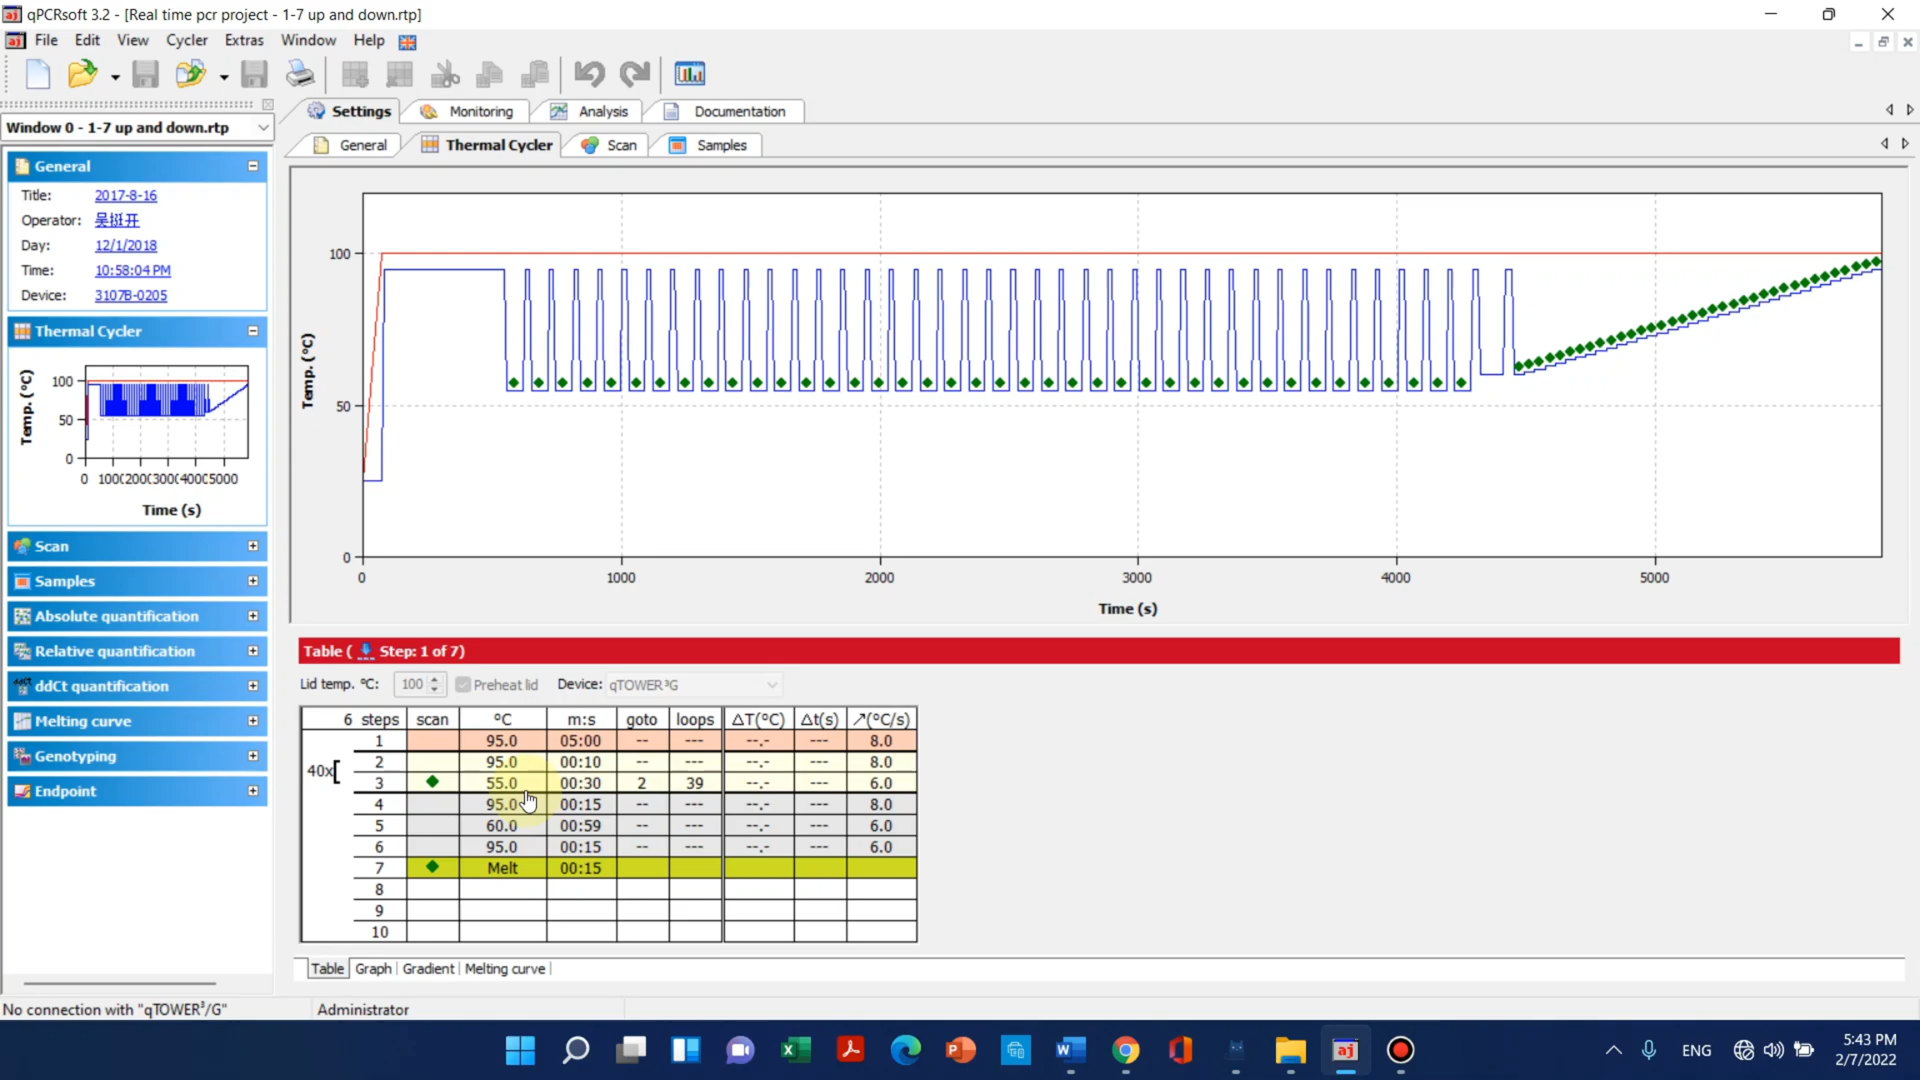 qPCRsoft 3.2 - [Real time pcr project - 1-7 up and down.rtp]
File Edit View Cycler Extras Window Help
Window 0 - 1-7 up and down.rtp
Settings Monitoring Analysis Documentation
General Thermal Cycler Scan Samples
General
Title: 2017-8-16
Operator: 吴挺开
Day: 12/1/2018
Time: 10:58:04 PM
Device: 3107B-0205
Thermal Cycler
Temp. (°C)
100
50
0
0 1000 2000 3000 4000 5000
Time (s)
Scan
Samples
Absolute quantification
Relative quantification
ddCt quantification
Melting curve
Genotyping
Endpoint
Temp. (°C)
100
50
0
0 1000 2000 3000 4000 5000
Time (s)
Table ( Step: 1 of 7)
Lid temp. °C: 100 Preheat lid Device: qTOWER³G
6 steps scan °C m:s goto loops ΔT(°C) Δt(s) ↗(°C/s)
1 95.0 05:00 -- --- --.- --- 8.0
2 95.0 00:10 -- --- --.- --- 8.0
40x[
3 55.0 00:30 2 39 --.- --- 6.0
4 95.0 00:15 -- --- --.- --- 8.0
5 60.0 00:59 -- --- --.- --- 6.0
6 95.0 00:15 -- --- --.- --- 6.0
7 Melt 00:15
8
9
10
Table Graph Gradient Melting curve
No connection with "qTOWER³/G" Administrator
ENG
5:43 PM
2/7/2022